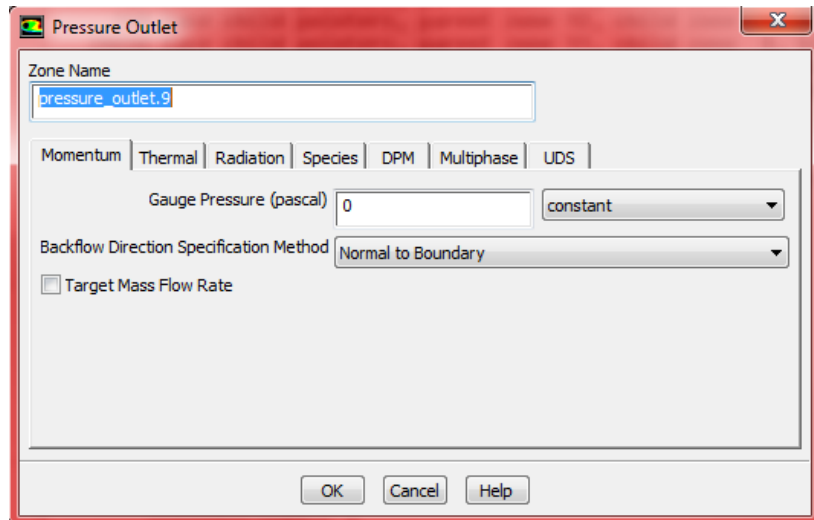 Pressure Outlet
X
Zone Name
pressure_outlet.9
Momentum Thermal Radiation Species DPM Multiphase UDS
Gauge Pressure (pascal) 0 constant
Backflow Direction Specification Method Normal to Boundary
Target Mass Flow Rate
OK Cancel Help